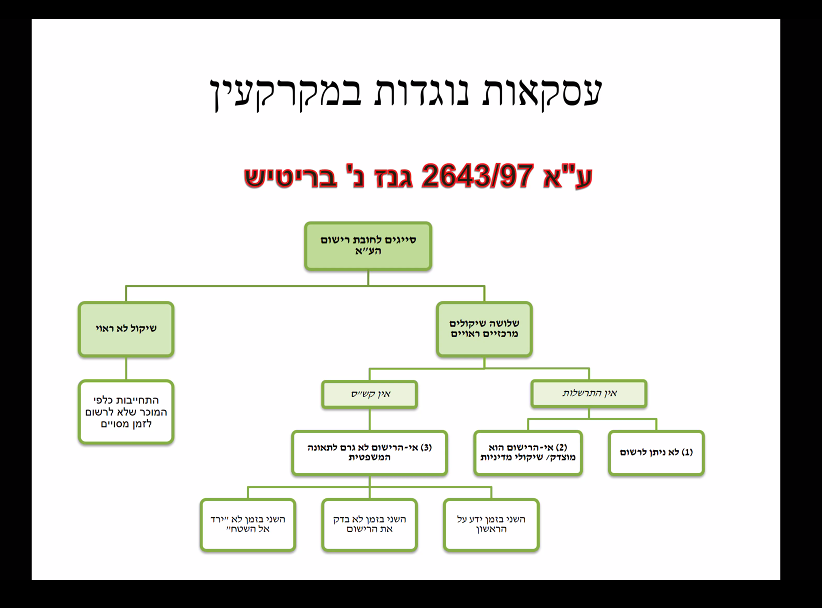 עסקאות נוגדות במקרקעין
ע"א 2643/97 גנז נ' בריטיש
סייגים לחובת רישום
הע״א
שלושה שיקולים
מרכזיים ראויים
שיקול לא ראוי
אין התרשלות
אין קש״ס
התחייבות כלפי
המוכר שלא לרשום
לזמן מסויים
(1) לא ניתן לרשום
(2) אי-הרישום הוא
מוצדק/ שיקולי מדיניות
(3) אי-הרישום לא גרם לתאונה
המשפטית
השני בזמן ידע על
הראשון
השני בזמן לא בדק
את הרישום
השני בזמן לא "ירד
אל השטח"